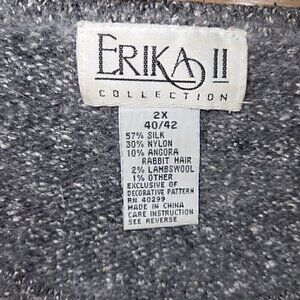 ERIKA II
COLLECTION
2X
40/42
57% SILK
30% NYLON
10% ANGORA
RABBIT HAIR
2% LAMBSWOOL
1% OTHER
EXCLUSIVE OF
DECORATIVE PATTERN
RN 40299
MADE IN CHINA
CARE INSTRUCTION
SEE REVERSE